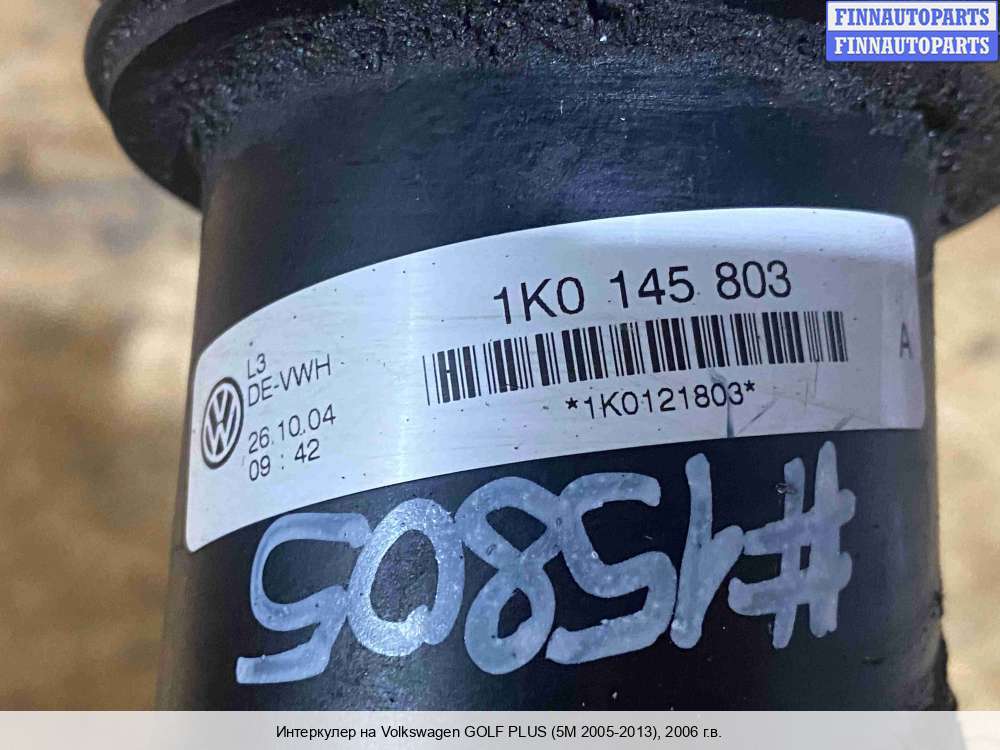 FINNAUTOPARTS
FINNAUTOPARTS
1K0 145 803
L3
DE-VWH
A
*1K0121803*
26.10.04
09 : 42
#15805
Интеркулер на Volkswagen GOLF PLUS (5M 2005-2013), 2006 г.в.